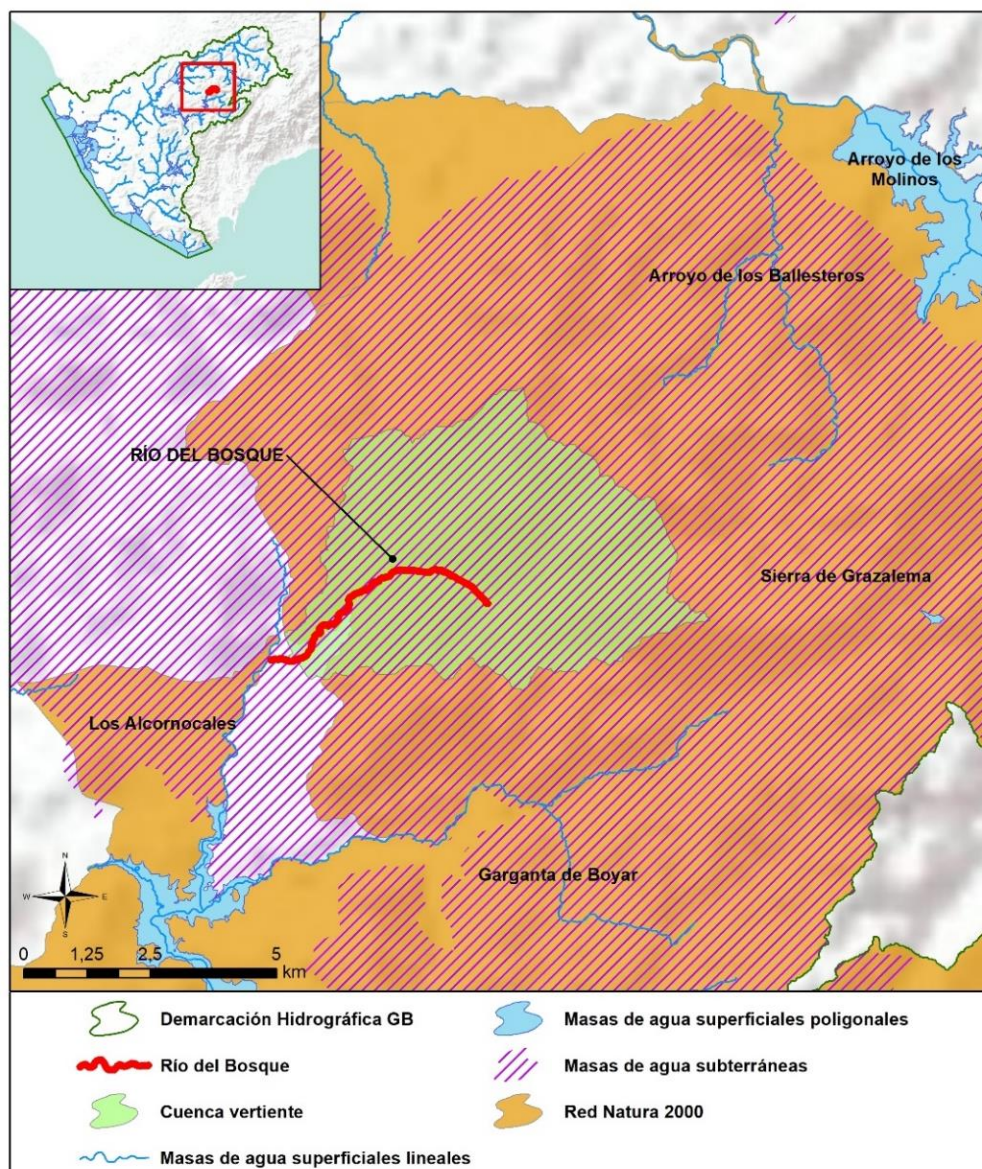 Arroyo de los
Molinos
Arroyo de los Ballesteros
RÍO DEL BOSQUE
Sierra de Grazalema
Los Alcornocales
Garganta de Boyar
N
W E
S
0 1,25 2,5 5
km
Demarcación Hidrográfica GB
Masas de agua superficiales poligonales
Río del Bosque
Masas de agua subterráneas
Cuenca vertiente
Red Natura 2000
Masas de agua superficiales lineales